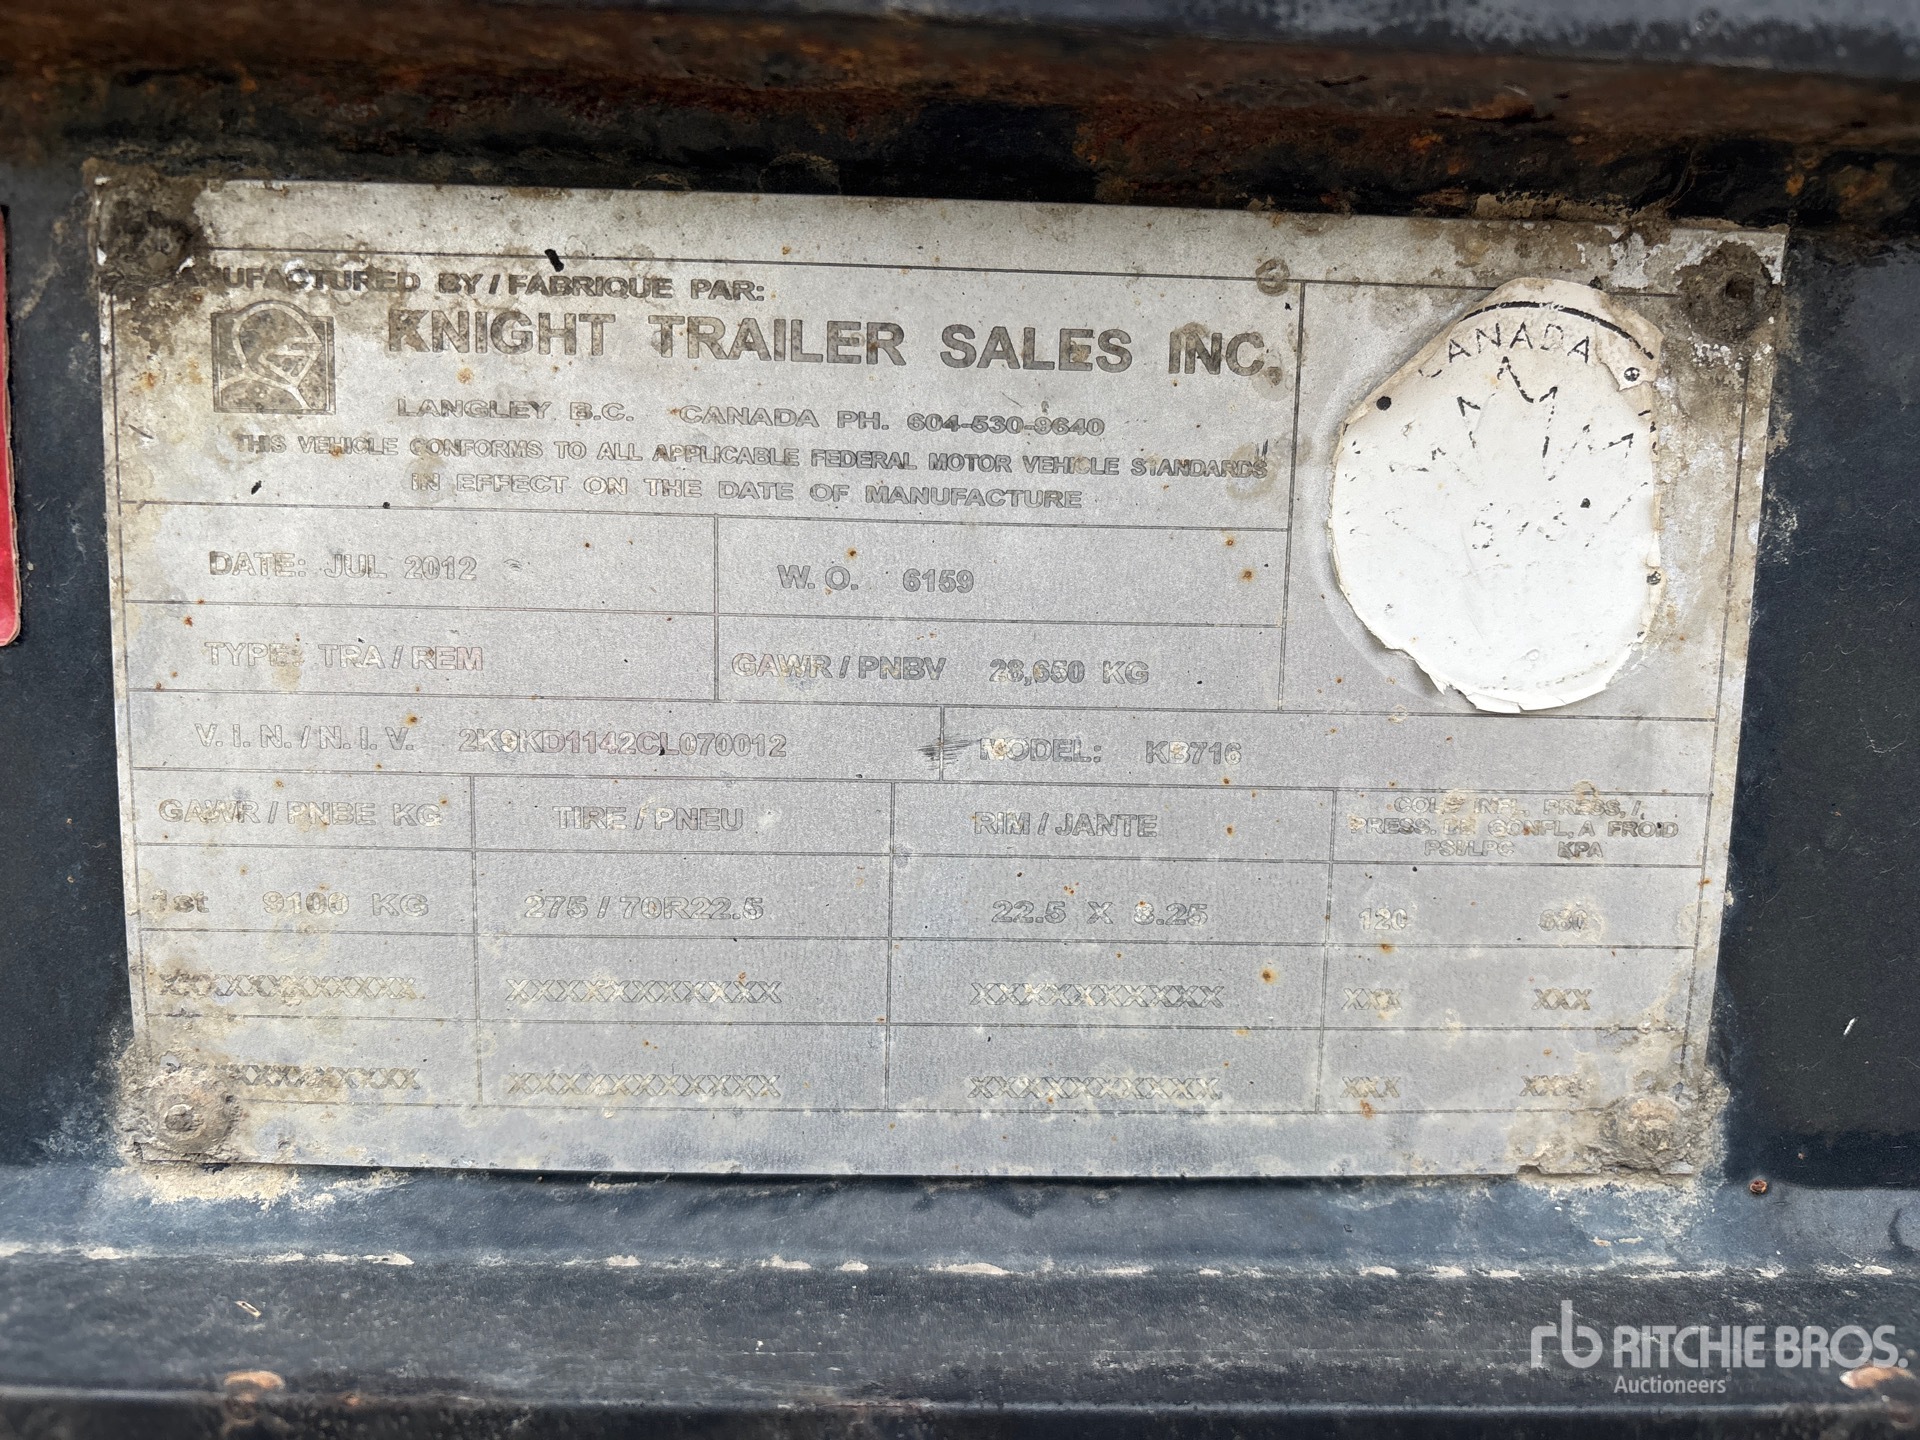 MANUFACTURED BY / FABRIQUE PAR:
KNIGHT TRAILER SALES INC.
LANGLEY B.C. CANADA PH. 604-530-9640
THIS VEHICLE CONFORMS TO ALL APPLICABLE FEDERAL MOTOR VEHICLE STANDARDS
IN EFFECT ON THE DATE OF MANUFACTURE
CANADA
DATE: JUL 2012 W. O. 6159
TYPE: TRA / REM GAWR / PNBV 28,650 KG
V. I. N. / N. I. V. 2K9KD1142CL070012 MODEL: KB716
GAWR / PNBE KG TIRE / PNEU RIM / JANTE COLD INFL. PRESS. /
PRESS. DE GONFL. A FROID
PSI/LPC KPA
1st 9100 KG 275 / 70R22.5 22.5 X 8.25 120
XXXXXXXXXXXX XXXXXXXXXXXX XXXXXXXXXXX XXX XXX
XXXXXXXXXXX XXX XXX
rb RITCHIE BROS.
Auctioneers